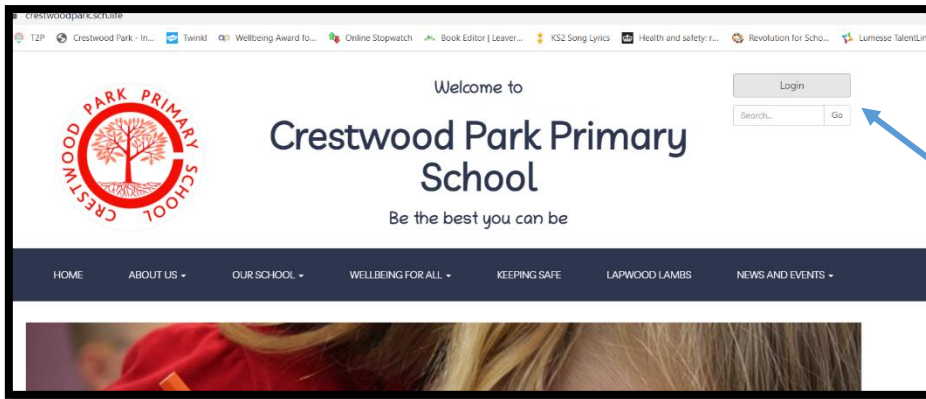 crestwoodpark.sch.life
T2P Crestwood Park - In... Twinkl Wellbeing Award fo... Online Stopwatch Book Editor | Leaver... KS2 Song Lyrics Health and safety: r... Revolution for Scho... Lumesse TalentLin
CRESTWOOD PARK PRIMARY SCHOOL
Welcome to
Crestwood Park Primary
School
Be the best you can be
Login
Search... Go
HOME ABOUT US OUR SCHOOL WELLBEING FOR ALL KEEPING SAFE LAPWOOD LAMBS NEWS AND EVENTS